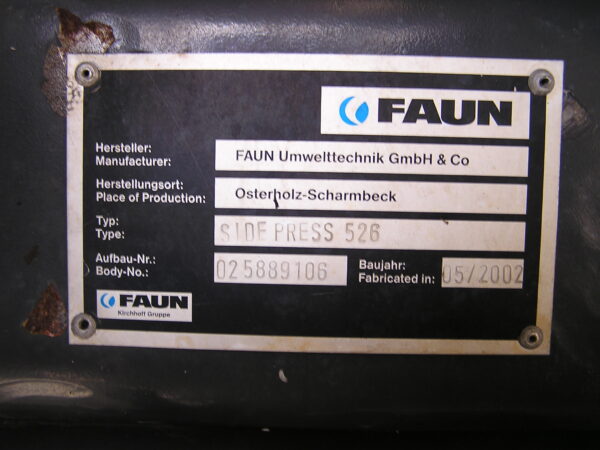 FAUN
Hersteller:
Manufacturer:
FAUN Umwelttechnik GmbH & Co
Herstellungsort:
Place of Production:
Osterholz-Scharmbeck
Typ:
Type:
SIDE PRESS 526
Aufbau-Nr.:
Body-No.:
025889106
Baujahr:
Fabricated in:
05/2002
FAUN
Kirchhoff Gruppe